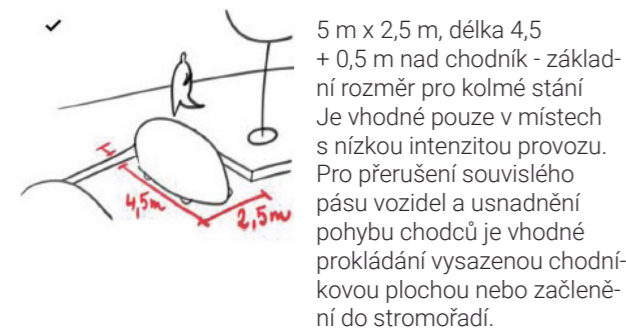 5 m x 2,5 m, délka 4,5
+ 0,5 m nad chodník - základ-
ní rozměr pro kolmé stání
Je vhodné pouze v místech
s nízkou intenzitou provozu.
Pro přerušení souvislého
pásu vozidel a usnadnění
pohybu chodců je vhodné
prokládání vysazenou chodní-
kovou plochou nebo začleně-
ní do stromořadí.
4,5m
2,5m